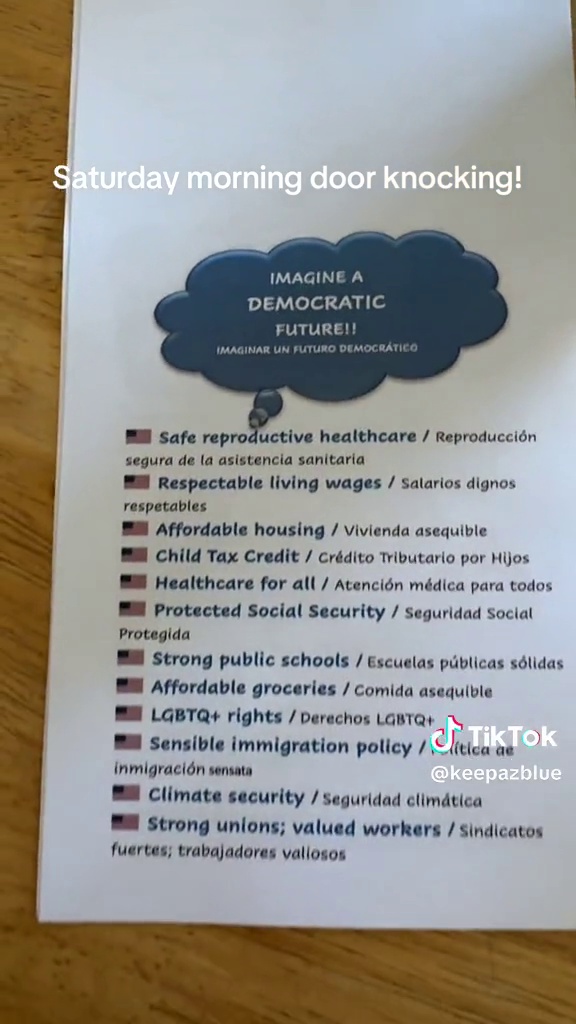 Saturday morning door knocking!
IMAGINE A
DEMOCRATIC
FUTURE!!
IMAGINAR UN FUTURO DEMOCRÁTICO
Safe reproductive healthcare / Reproducción
segura de la asistencia sanitaria
Respectable living wages / Salarios dignos
respetables
Affordable housing / Vivienda asequible
Child Tax Credit / Crédito Tributario por Hijos
Healthcare for all / Atención médica para todos
Protected Social Security / Seguridad Social
Protegida
Strong public schools / Escuelas públicas sólidas
Affordable groceries / Comida asequible
LGBTQ+ rights / Derechos LGBTQ+
TikTok
Sensible immigration policy / de
inmigración sensata
@keepazblue
Climate security / Seguridad climática
Strong unions; valued workers / Sindicatos
fuertes; trabajadores valiosos